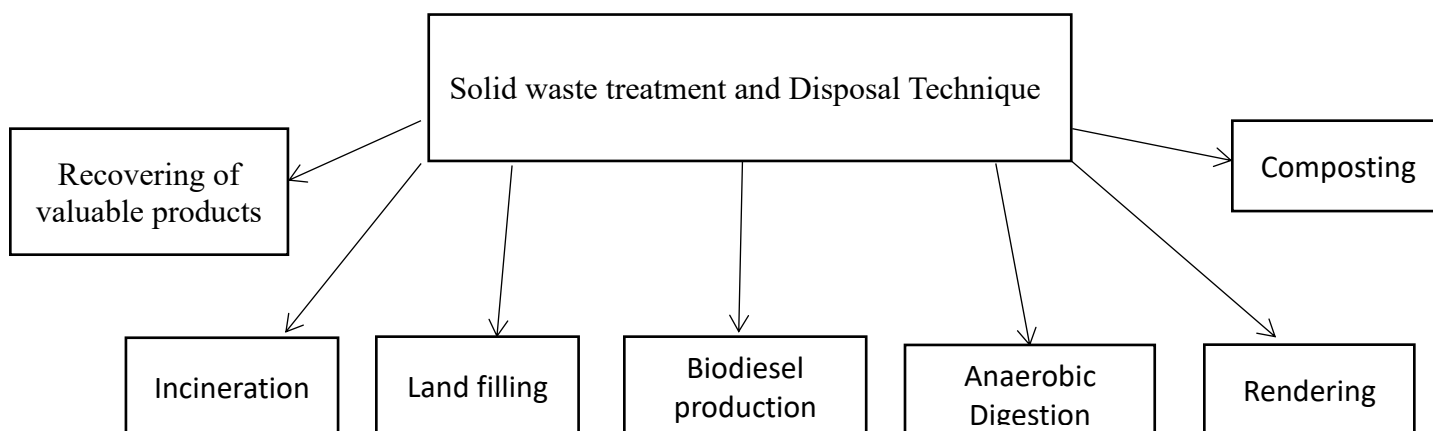 Solid waste treatment and Disposal Technique
Recovering of
valuable products
Composting
Incineration
Land filling
Biodiesel
production
Anaerobic
Digestion
Rendering